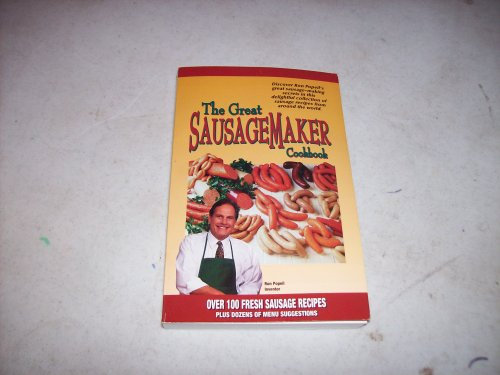 Discover Ron Popeil's
great sausage-making
secrets in this
delightful collection of
sausage recipes from
around the world
The Great
SAUSAGEMAKER
Cookbook
Ron Popeil
Inventor
OVER 100 FRESH SAUSAGE RECIPES
PLUS DOZENS OF MENU SUGGESTIONS